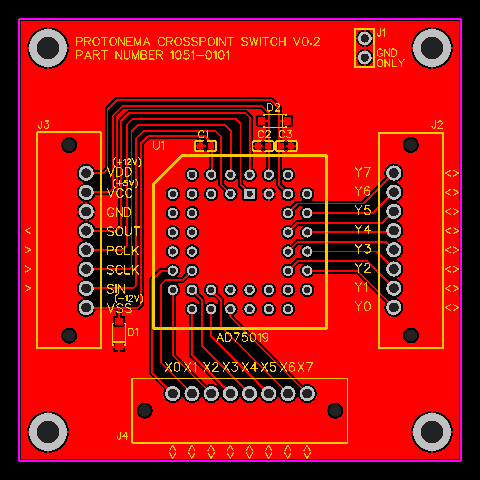 PROTONEMA CROSSPOINT SWITCH V0.2
PART NUMBER 1051-0101
J1
GND
ONLY
D2
J3
U1
C1
C2
C3
J2
(+12V)
VDD
(+5V)
VCC
GND
< SOUT
> PCLK
> SCLK
> SIN
(-12V)
VSS
D1
Y7 <>
Y6 <>
Y5 <>
Y4 <>
Y3 <>
Y2 <>
Y1 <>
Y0 <>
AD75019
X0 X1 X2 X3 X4 X5 X6 X7
J4